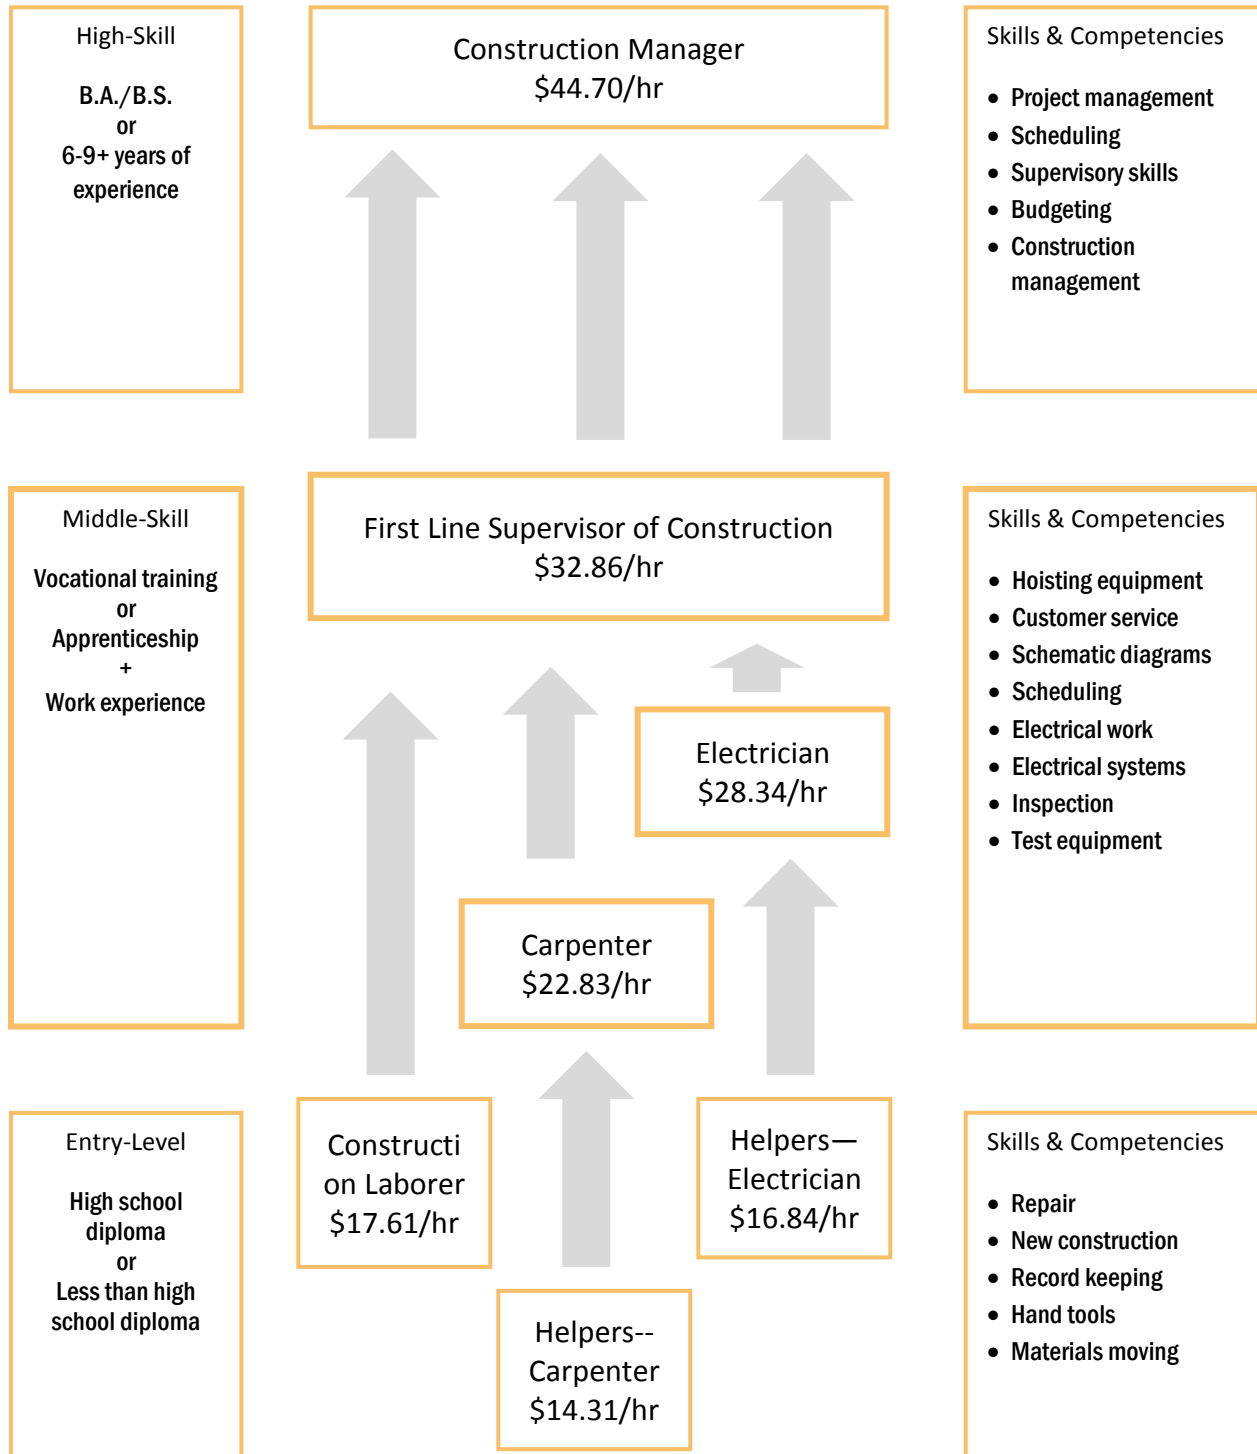 High-Skill
B.A./B.S.
or
6-9+ years of
experience
Construction Manager
$44.70/hr
Skills & Competencies
• Project management
• Scheduling
• Supervisory skills
• Budgeting
• Construction
management
Middle-Skill
Vocational training
or
Apprenticeship
+
Work experience
First Line Supervisor of Construction
$32.86/hr
Electrician
$28.34/hr
Carpenter
$22.83/hr
Skills & Competencies
• Hoisting equipment
• Customer service
• Schematic diagrams
• Scheduling
• Electrical work
• Electrical systems
• Inspection
• Test equipment
Entry-Level
High school
diploma
or
Less than high
school diploma
Constructi
on Laborer
$17.61/hr
Helpers--
Carpenter
$14.31/hr
Helpers—
Electrician
$16.84/hr
Skills & Competencies
• Repair
• New construction
• Record keeping
• Hand tools
• Materials moving